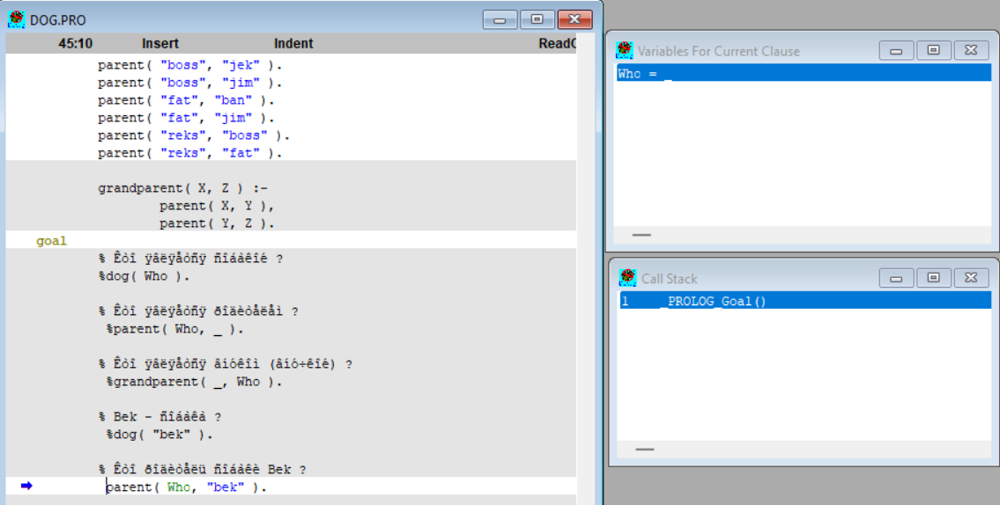 DOG.PRO
45:10 Insert Indent
parent( "boss", "jek" ).
parent( "boss", "jim" ).
parent( "fat", "ban" ).
parent( "fat", "jim" ).
parent( "reks", "boss" ).
parent( "reks", "fat" ).
grandparent( X, Z ) :-
parent( X, Y ),
parent( Y, Z ).
goal
% Êòî ÿâëÿåòñÿ ñîáàêîé ?
%dog( Who ).
% Êòî ÿâëÿåòñÿ ðîäèòåëåì ?
%parent( Who, _ ).
% Êòî ÿâëÿåòñÿ âíóêîì (âíó÷êîé) ?
%grandparent( _, Who ).
% Bek - ñîáàêà ?
%dog( "bek" ).
% Êòî ðîäèòåëü ñîáàêè Bek ?
parent( Who, "bek" ).
Variables For Current Clause
Who = _
Call Stack
1 _PROLOG_Goal()